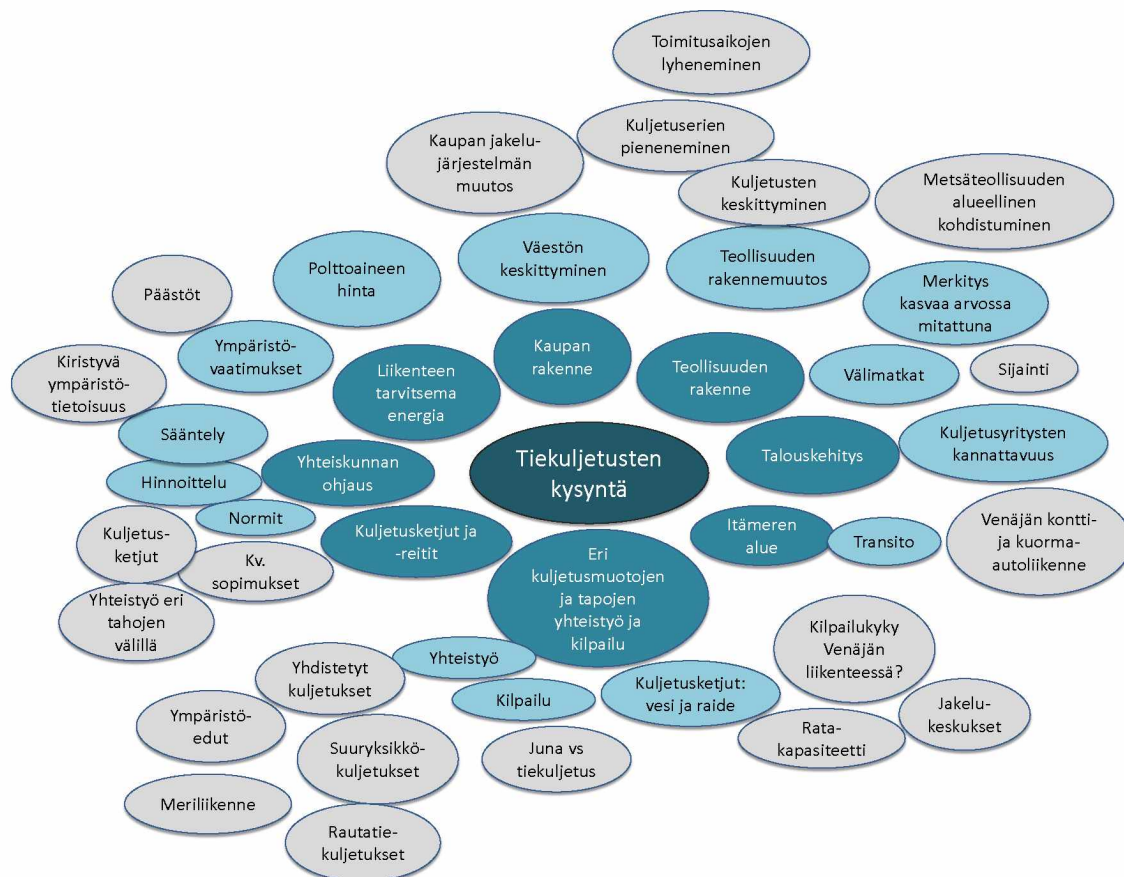 Toimitusaikojen
lyheneminen
Kuljetuserien
pieneneminen
Kaupan jakelu-
järjestelmän
muutos
Kuljetusten
keskittyminen
Metsäteollisuuden
alueellinen
kohdistuminen
Väestön
keskittyminen
Teollisuuden
rakennemuutos
Polttoaineen
hinta
Merkitys
kasvaa arvossa
mitattuna
Päästöt
Ympäristö-
vaatimukset
Kaupan
rakenne
Liikenteen
tarvitsema
energia
Teollisuuden
rakenne
Välimatkat
Sijainti
Kiristyvä
ympäristö-
tietoisuus
Sääntely
Tiekuljetusten
kysyntä
Talouskehitys
Kuljetusyritysten
kannattavuus
Hinnoittelu
Yhteiskunnan
ohjaus
Normit
Kuljetusketjut ja
-reitit
Itämeren
alue
Transito
Venäjän kontti-
ja kuorma-
autoliikenne
Kuljetus-
ketjut
Kv.
sopimukset
Eri
kuljetusmuotojen
ja tapojen
yhteistyö ja
kilpailu
Yhteistyö eri
tahojen
välillä
Yhteistyö
Yhdistetyt
kuljetukset
Kilpailu
Kuljetusketjut:
vesi ja raide
Kilpailukyky
Venäjän
liikenteessä?
Jakelu-
keskukset
Rata-
kapasiteetti
Ympäristö-
edut
Suuryksikkö-
kuljetukset
Juna vs
tiekuljetus
Meriliikenne
Rautatie-
kuljetukset